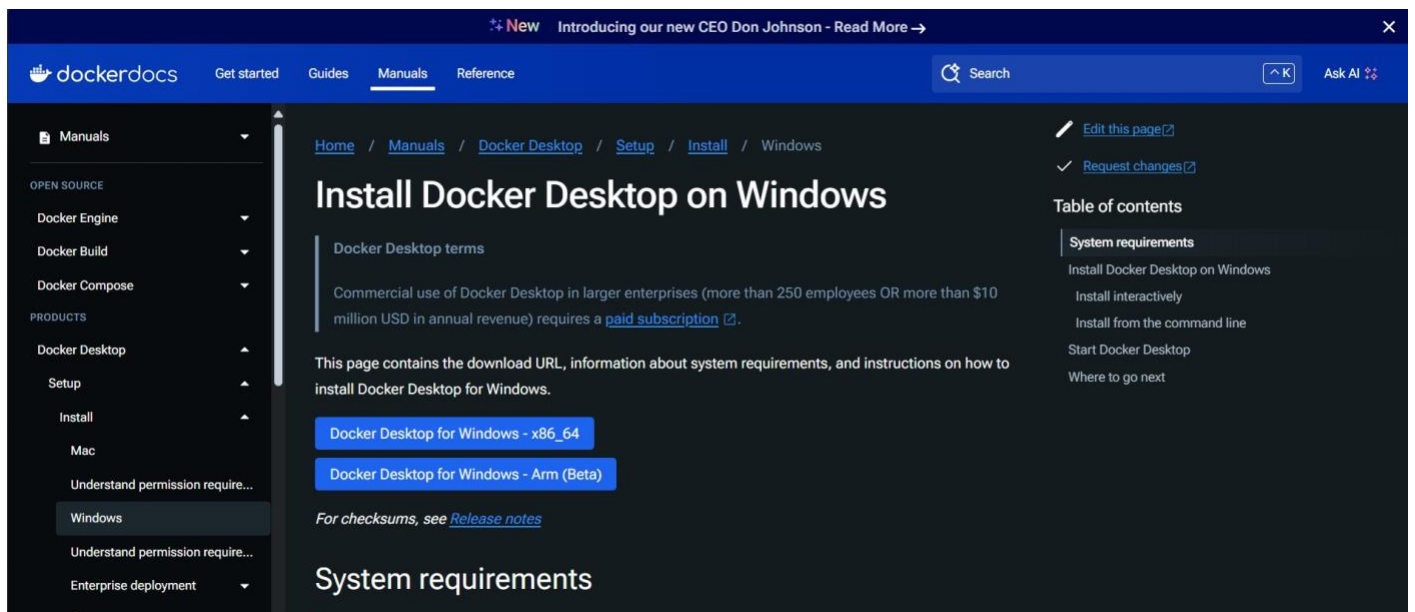 New Introducing our new CEO Don Johnson - Read More →
dockerdocs Get started Guides Manuals Reference Search ^K Ask AI
Manuals
OPEN SOURCE
Docker Engine
Docker Build
Docker Compose
PRODUCTS
Docker Desktop
Setup
Install
Mac
Understand permission require...
Windows
Understand permission require...
Enterprise deployment
Home / Manuals / Docker Desktop / Setup / Install / Windows
Install Docker Desktop on Windows
Docker Desktop terms
Commercial use of Docker Desktop in larger enterprises (more than 250 employees OR more than $10
million USD in annual revenue) requires a paid subscription.
This page contains the download URL, information about system requirements, and instructions on how to
install Docker Desktop for Windows.
Docker Desktop for Windows - x86_64
Docker Desktop for Windows - Arm (Beta)
For checksums, see Release notes
System requirements
Edit this page
Request changes
Table of contents
System requirements
Install Docker Desktop on Windows
Install interactively
Install from the command line
Start Docker Desktop
Where to go next